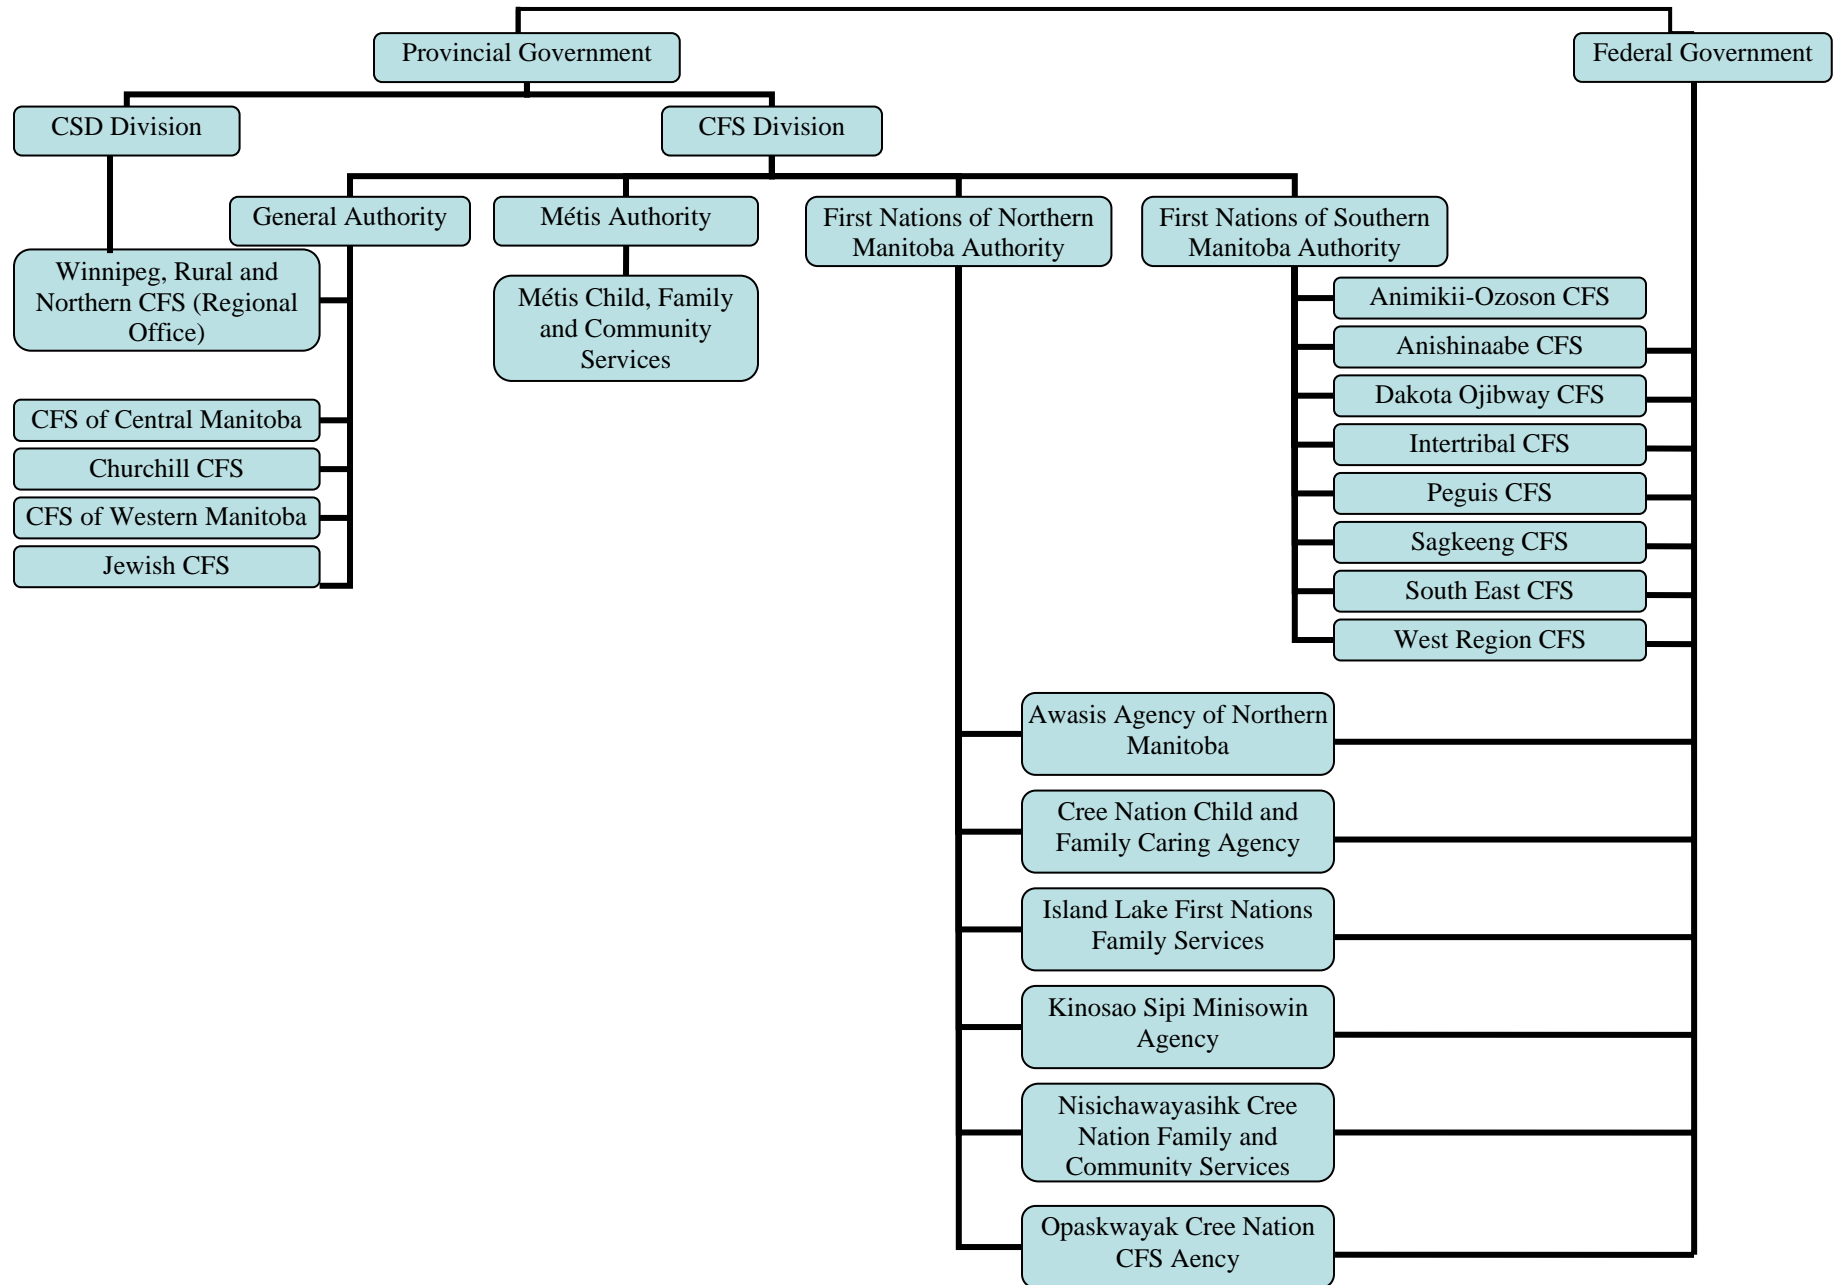 Provincial Government
Federal Government
CSD Division
CFS Division
General Authority
Métis Authority
First Nations of Northern
Manitoba Authority
First Nations of Southern
Manitoba Authority
Winnipeg, Rural and
Northern CFS (Regional
Office)
Métis Child, Family
and Community
Services
CFS of Central Manitoba
Churchill CFS
CFS of Western Manitoba
Jewish CFS
Animikii-Ozoson CFS
Anishinaabe CFS
Dakota Ojibway CFS
Intertribal CFS
Peguis CFS
Sagkeeng CFS
South East CFS
West Region CFS
Awasis Agency of Northern
Manitoba
Cree Nation Child and
Family Caring Agency
Island Lake First Nations
Family Services
Kinosao Sipi Minisowin
Agency
Nisichawayasihk Cree
Nation Family and
Community Services
Opaskwayak Cree Nation
CFS Aency